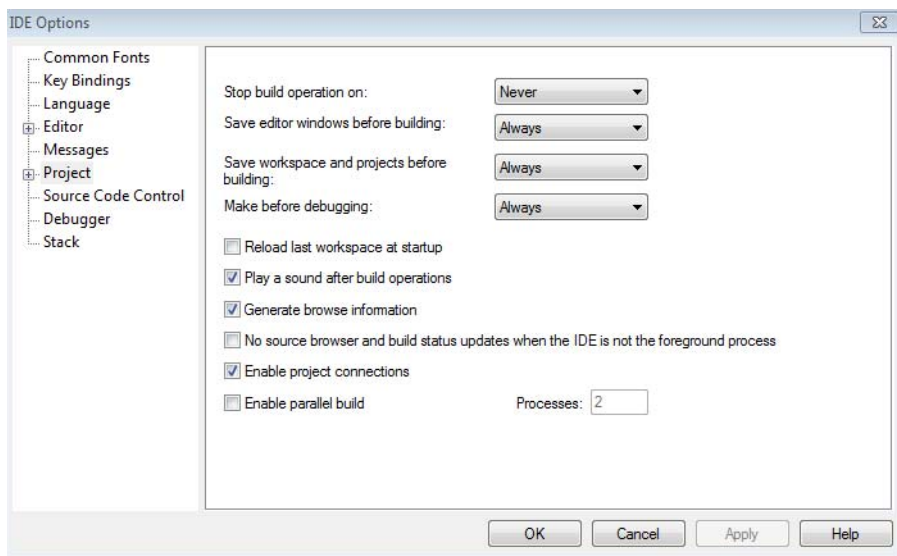 IDE Options
Common Fonts
Key Bindings
Language
Editor
Messages
Project
Source Code Control
Debugger
Stack
Stop build operation on: Never
Save editor windows before building: Always
Save workspace and projects before
building: Always
Make before debugging: Always
Reload last workspace at startup
Play a sound after build operations
Generate browse information
No source browser and build status updates when the IDE is not the foreground process
Enable project connections
Enable parallel build Processes: 2
OK Cancel Apply Help